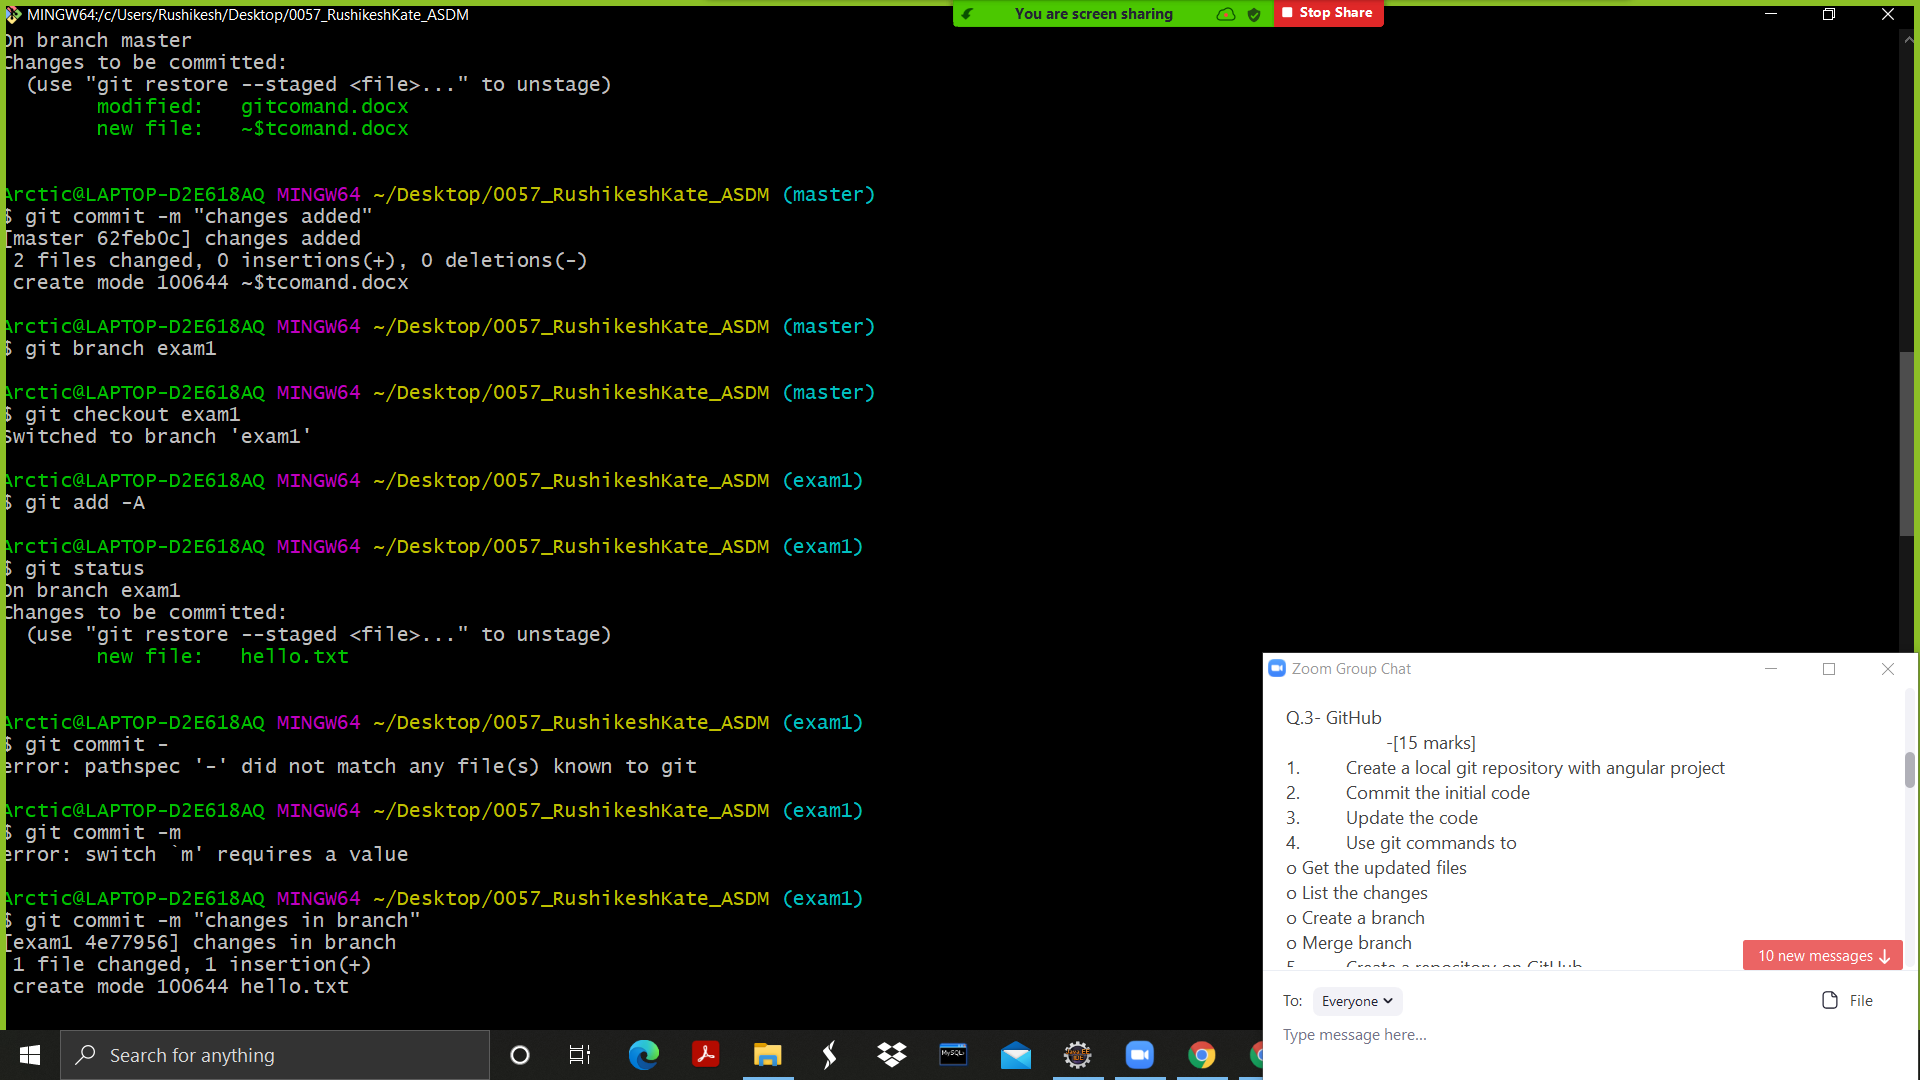 MINGW64:/c/Users/Rushikesh/Desktop/0057_RushikeshKate_ASDM
You are screen sharing
Stop Share
On branch master
Changes to be committed:
  (use "git restore --staged <file>..." to unstage)
        modified:   gitcomand.docx
        new file:   ~$tcomand.docx
Arctic@LAPTOP-D2E618AQ MINGW64 ~/Desktop/0057_RushikeshKate_ASDM (master)
$ git commit -m "changes added"
[master 62feb0c] changes added
 2 files changed, 0 insertions(+), 0 deletions(-)
 create mode 100644 ~$tcomand.docx
Arctic@LAPTOP-D2E618AQ MINGW64 ~/Desktop/0057_RushikeshKate_ASDM (master)
$ git branch exam1
Arctic@LAPTOP-D2E618AQ MINGW64 ~/Desktop/0057_RushikeshKate_ASDM (master)
$ git checkout exam1
Switched to branch 'exam1'
Arctic@LAPTOP-D2E618AQ MINGW64 ~/Desktop/0057_RushikeshKate_ASDM (exam1)
$ git add -A
Arctic@LAPTOP-D2E618AQ MINGW64 ~/Desktop/0057_RushikeshKate_ASDM (exam1)
$ git status
On branch exam1
Changes to be committed:
  (use "git restore --staged <file>..." to unstage)
        new file:   hello.txt
Arctic@LAPTOP-D2E618AQ MINGW64 ~/Desktop/0057_RushikeshKate_ASDM (exam1)
$ git commit -
error: pathspec '-' did not match any file(s) known to git
Arctic@LAPTOP-D2E618AQ MINGW64 ~/Desktop/0057_RushikeshKate_ASDM (exam1)
$ git commit -m
error: switch `m' requires a value
Arctic@LAPTOP-D2E618AQ MINGW64 ~/Desktop/0057_RushikeshKate_ASDM (exam1)
$ git commit -m "changes in branch"
[exam1 4e77956] changes in branch
 1 file changed, 1 insertion(+)
 create mode 100644 hello.txt
Zoom Group Chat
Q.3- GitHub
-[15 marks]
1. Create a local git repository with angular project
2. Commit the initial code
3. Update the code
4. Use git commands to
o Get the updated files
o List the changes
o Create a branch
o Merge branch
5. Create a repository on GitHub
10 new messages
To: Everyone
File
Type message here...
Search for anything